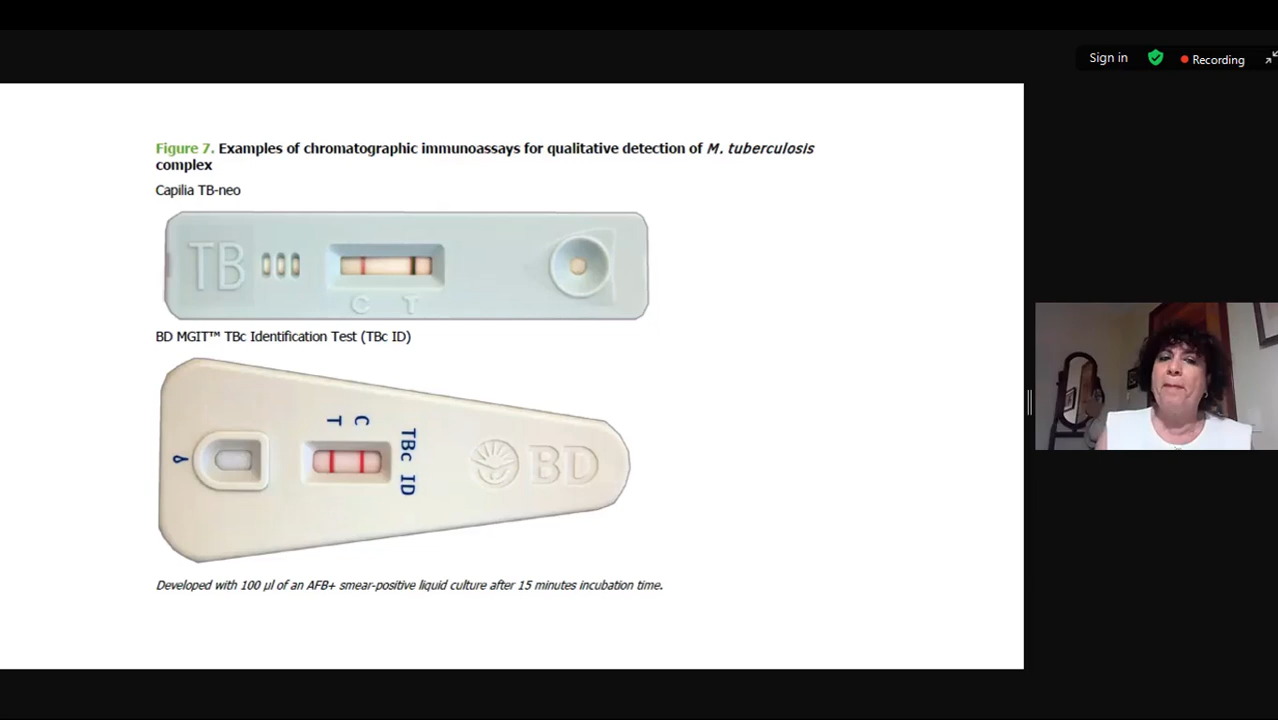 Sign in
Recording
Figure 7. Examples of chromatographic immunoassays for qualitative detection of M. tuberculosis
complex
Capilia TB-neo
TB
C T
BD MGIT™ TBc Identification Test (TBc ID)
T C
TBc ID
BD
Developed with 100 µl of an AFB+ smear-positive liquid culture after 15 minutes incubation time.